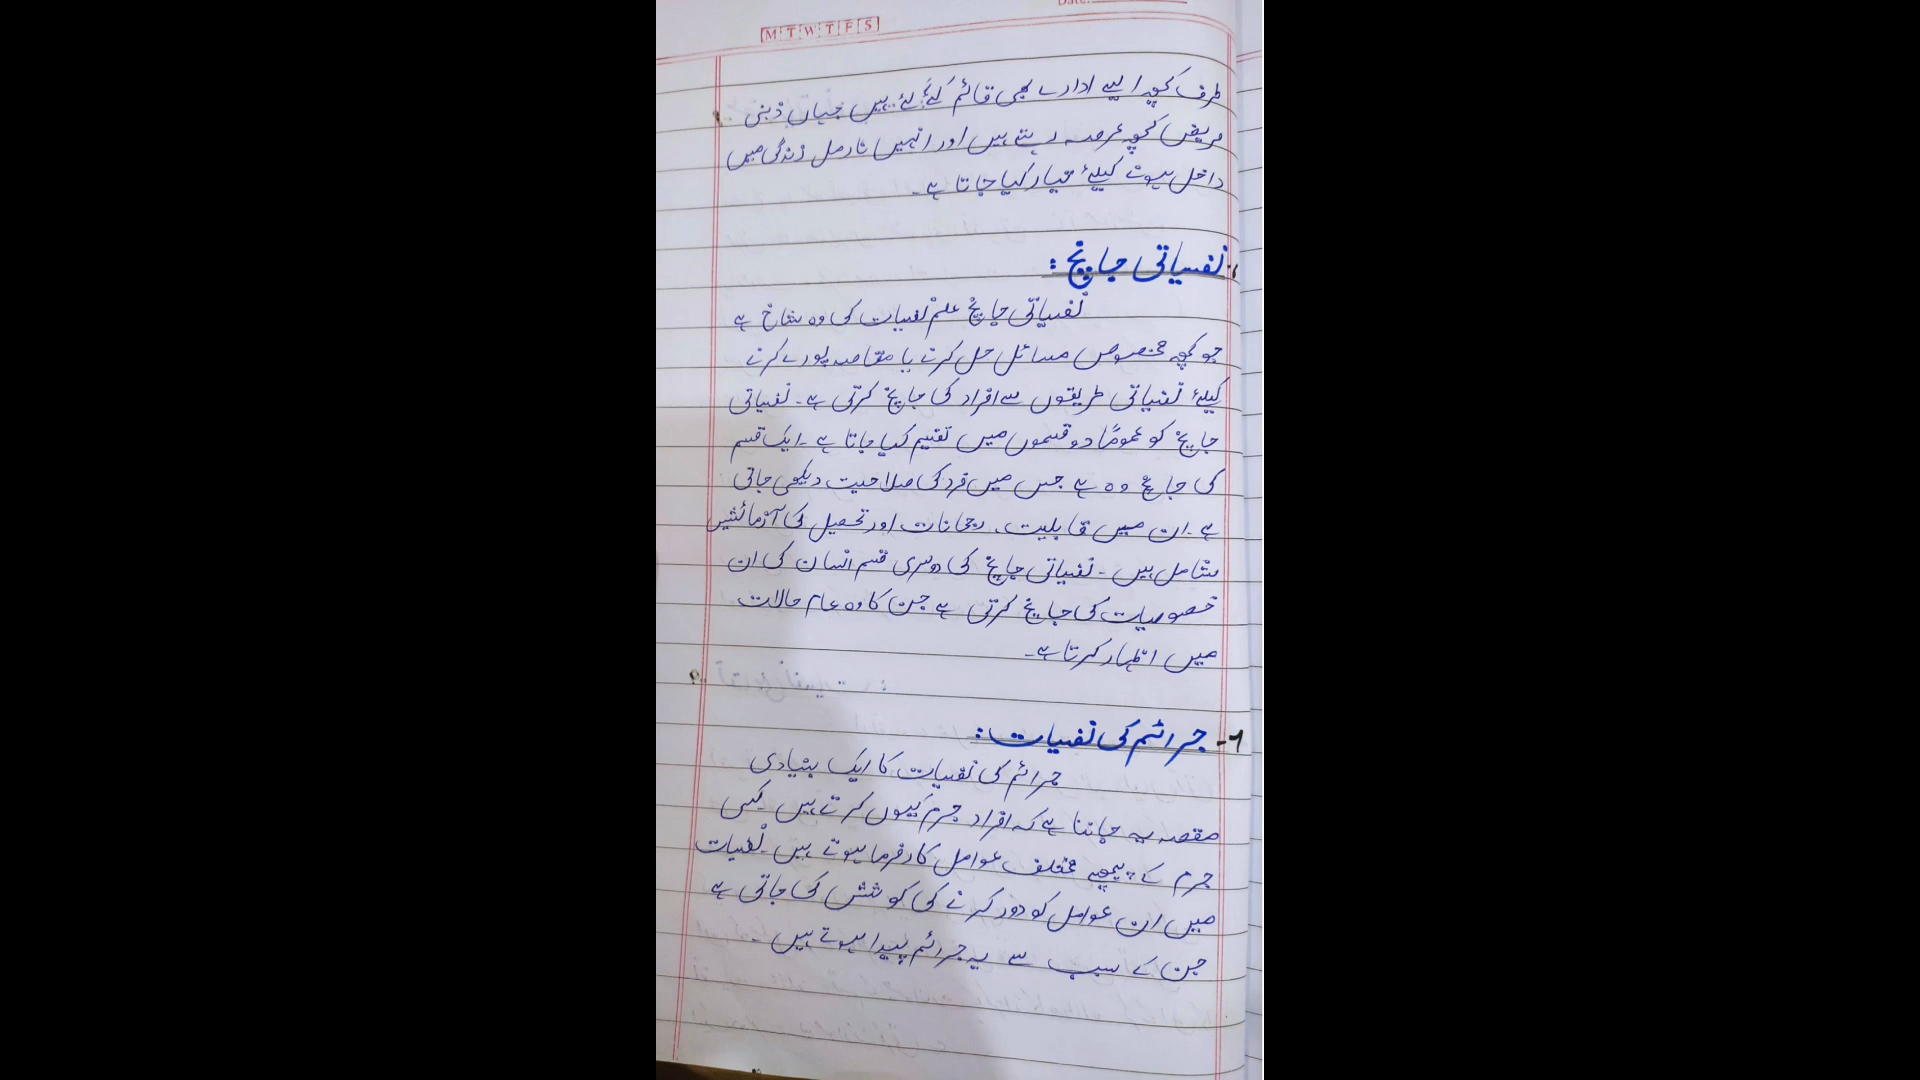 Date:
M T W T F S
طرف کچھ ایسے ادارے بھی قائم کئے گئے ہیں جہاں ذہنی
مریض کچھ عرصہ رہتے ہیں اور انہیں نارمل زندگی میں
داخل ہونے کیلئے تیار کیا جاتا ہے۔
نفسیاتی جانچ :
نفسیاتی جانچ علم نفسیات کی وہ شاخ ہے
جو کچھ مخصوص مسائل حل کرنے یا مقاصد پورے کرنے
کیلئے نفسیاتی طریقوں سے افراد کی جانچ کرتی ہے۔ نفسیاتی
جانچ کو عموماً دو قسموں میں تقسیم کیا جاتا ہے۔ ایک قسم
کی جانچ وہ ہے جس میں فرد کی صلاحیت دیکھی جاتی
ہے۔ ان میں قابلیت، رجحانات اور تحصیل کی آزمائشیں
شامل ہیں۔ نفسیاتی جانچ کی دوسری قسم انسان کی ان
خصوصیات کی جانچ کرتی ہے جن کا وہ عام حالات
میں اظہار کرتا ہے۔
۶- جرائم کی نفسیات :
جرائم کی نفسیات کا ایک بنیادی
مقصد یہ جاننا ہے کہ افراد جرم کیوں کرتے ہیں۔ کسی
جرم کے پیچھے مختلف عوامل کارفرما ہوتے ہیں۔ نفسیات
میں ان عوامل کو دور کرنے کی کوشش کی جاتی ہے
جن کے سبب سے یہ جرائم پیدا ہوتے ہیں۔